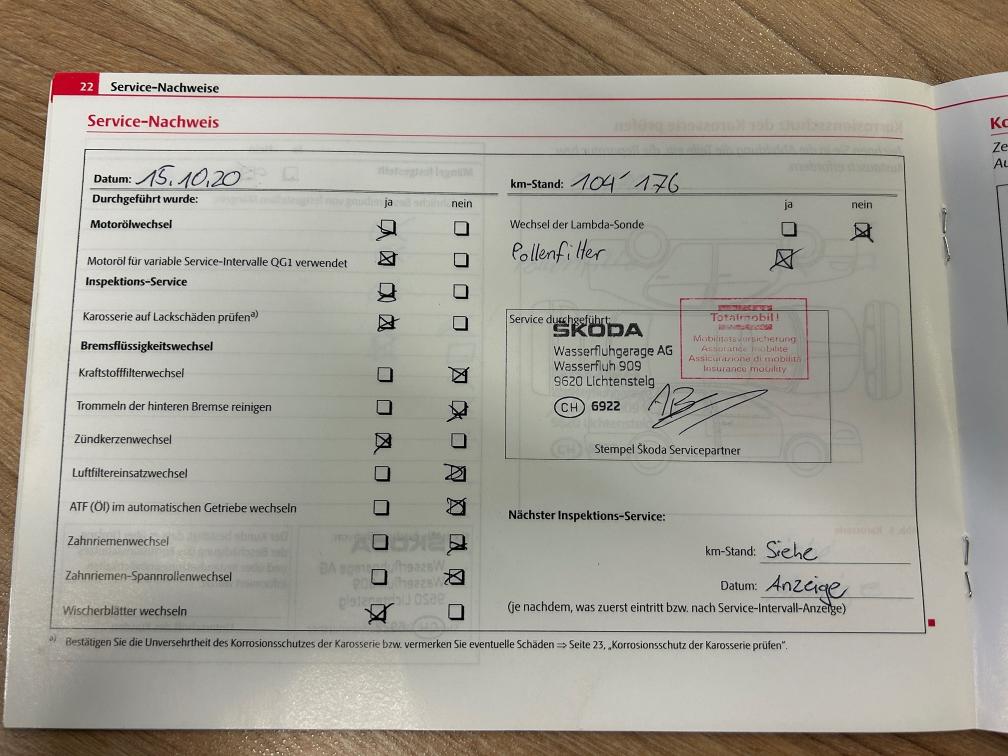 22 Service-Nachweise
Service-Nachweis
Datum: 15.10.20
Durchgeführt wurde: ja nein
Motorölwechsel
Motoröl für variable Service-Intervalle QG1 verwendet
Inspektions-Service
Karosserie auf Lackschäden prüfena)
Bremsflüssigkeitswechsel
Kraftstofffilterwechsel
Trommeln der hinteren Bremse reinigen
Zündkerzenwechsel
Luftfiltereinsatzwechsel
ATF (Öl) im automatischen Getriebe wechseln
Zahnriemenwechsel
Zahnriemen-Spannrollenwechsel
Wischerblätter wechseln
km-Stand: 104'176
ja nein
Wechsel der Lambda-Sonde
Pollenfilter
Service durchgeführt:
ŠKODA
Wasserfluhgarage AG
Wasserfluh 909
9620 Lichtensteig
CH 6922
Totalmobil!
Mobilitätsversicherung
Assurance mobilité
Assicurazione di mobilità
Insurance mobility
AB
Stempel Škoda Servicepartner
Nächster Inspektions-Service:
km-Stand: Siehe
Datum: Anzeige
(je nachdem, was zuerst eintritt bzw. nach Service-Intervall-Anzeige)
a) Bestätigen Sie die Unversehrtheit des Korrosionsschutzes der Karosserie bzw. vermerken Sie eventuelle Schäden ⇒ Seite 23, „Korrosionsschutz der Karosserie prüfen“.